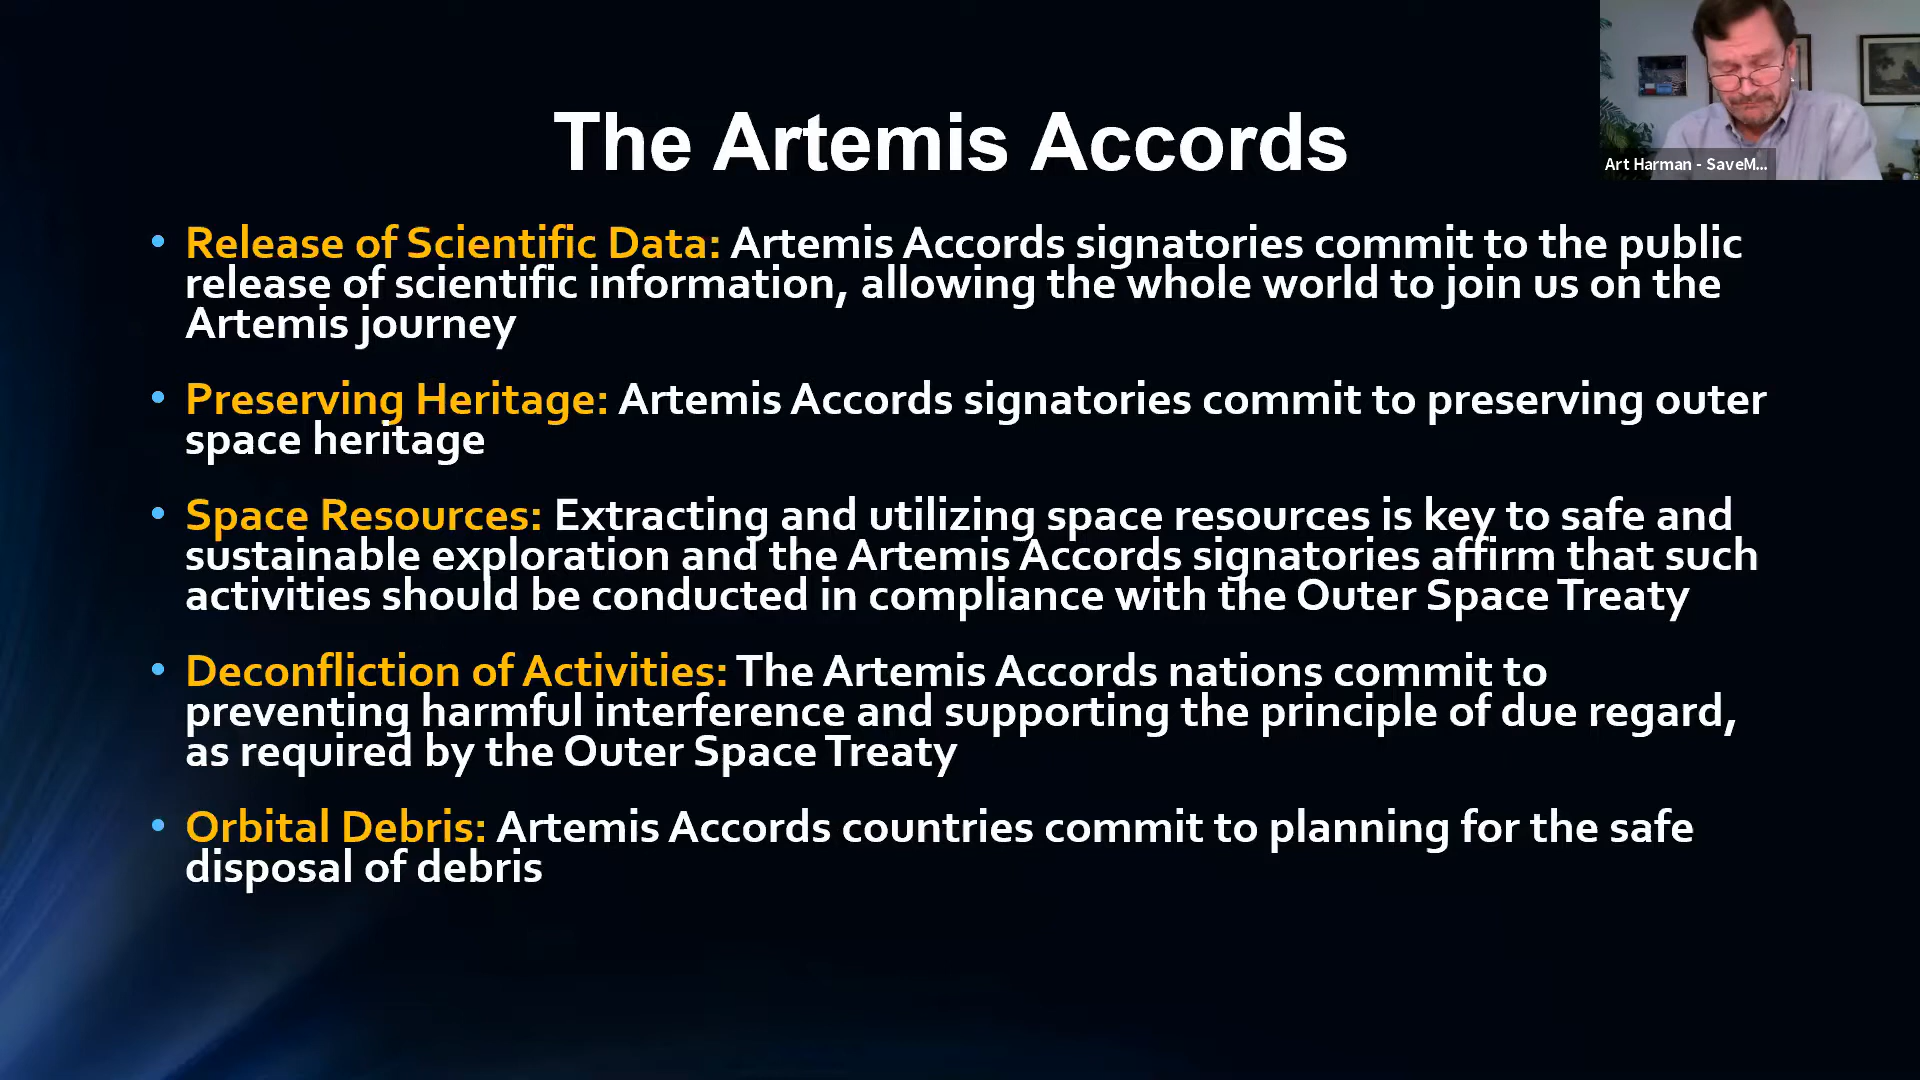 The Artemis Accords
Art Harman - SaveM...
• Release of Scientific Data: Artemis Accords signatories commit to the public
release of scientific information, allowing the whole world to join us on the
Artemis journey
• Preserving Heritage: Artemis Accords signatories commit to preserving outer
space heritage
• Space Resources: Extracting and utilizing space resources is key to safe and
sustainable exploration and the Artemis Accords signatories affirm that such
activities should be conducted in compliance with the Outer Space Treaty
• Deconfliction of Activities: The Artemis Accords nations commit to
preventing harmful interference and supporting the principle of due regard,
as required by the Outer Space Treaty
• Orbital Debris: Artemis Accords countries commit to planning for the safe
disposal of debris